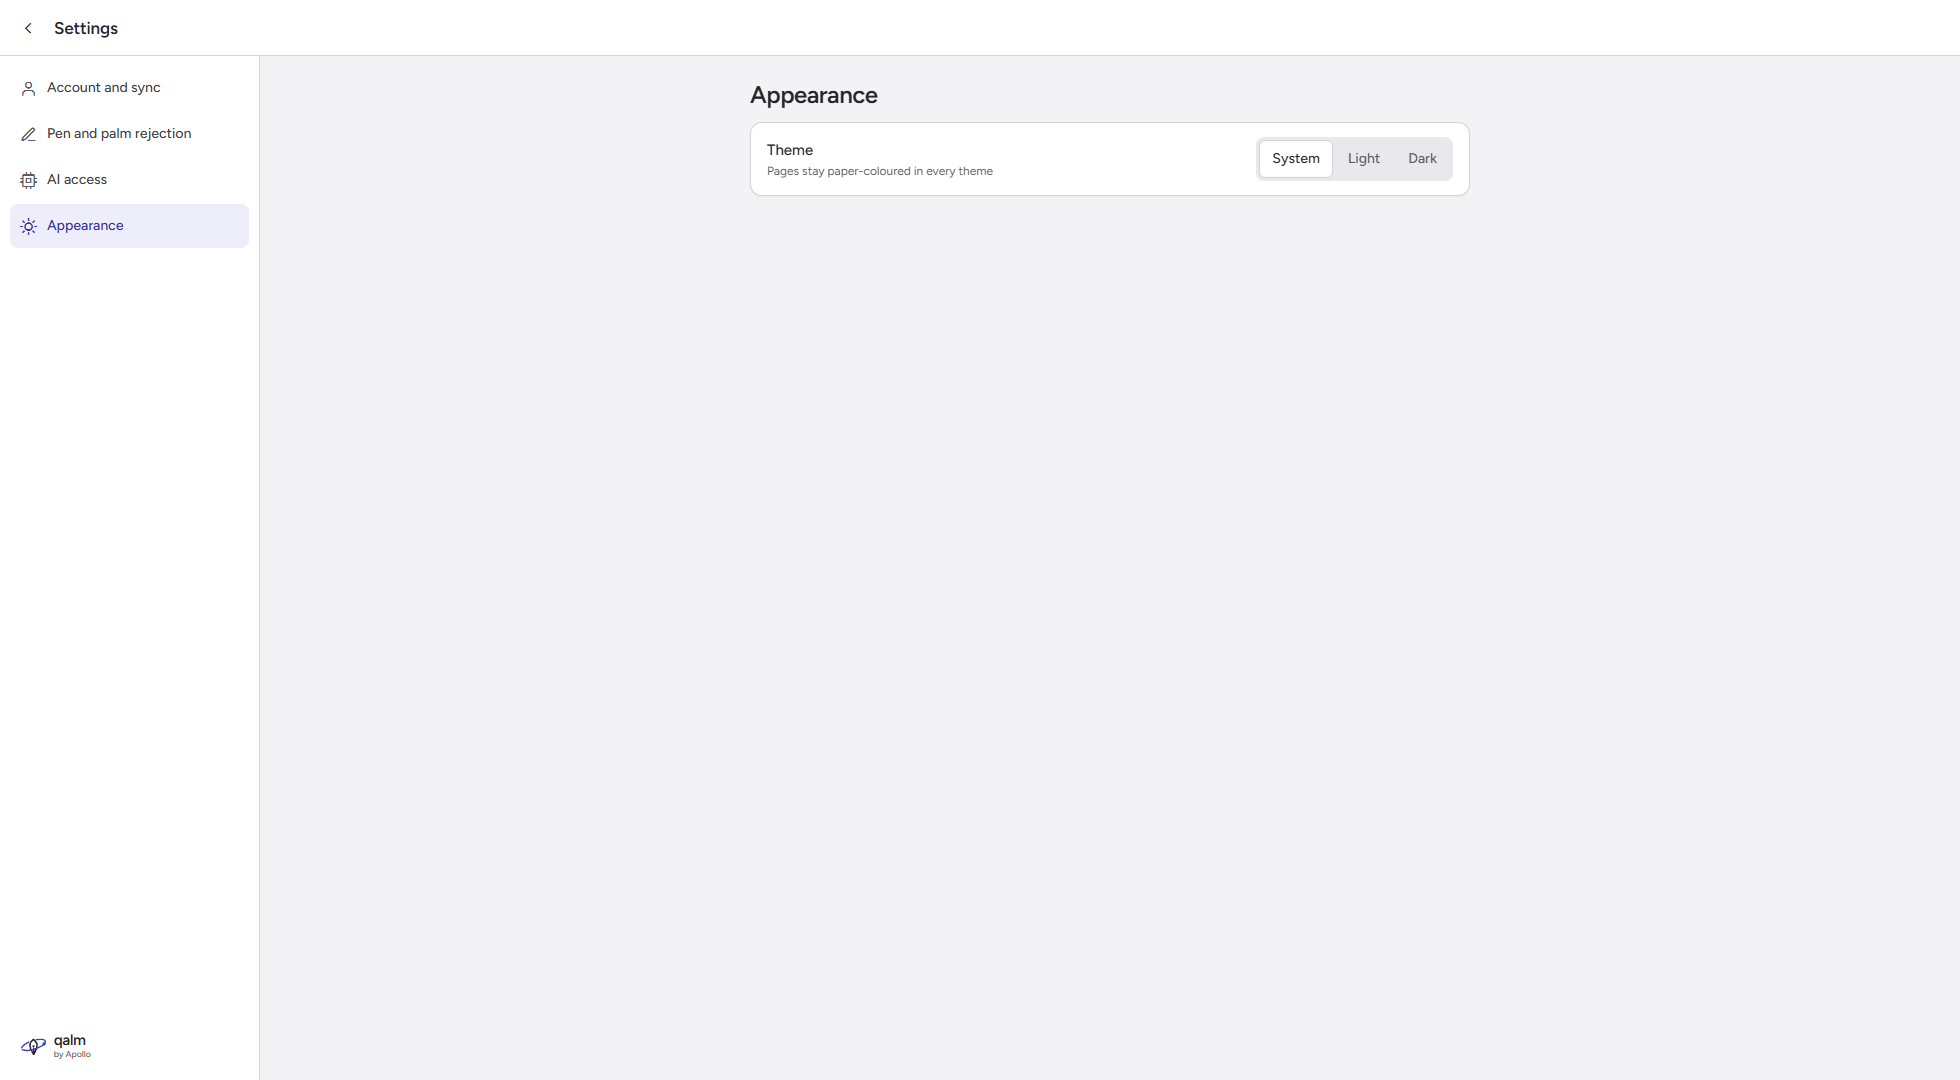 Settings
Account and sync
Pen and palm rejection
AI access
Appearance
Appearance
Theme
Pages stay paper-coloured in every theme
System
Light
Dark
qalm
by Apollo